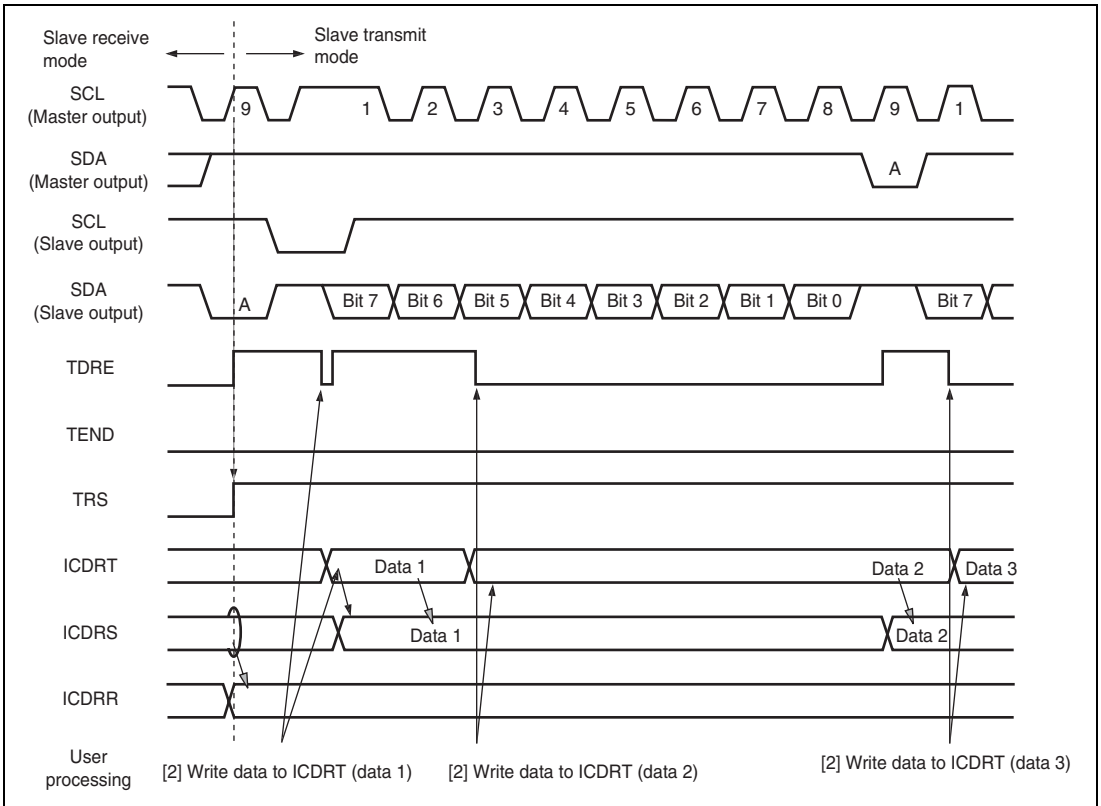 Slave receive
mode
Slave transmit
mode
SCL
(Master output)
9 1 2 3 4 5 6 7 8 9 1
SDA
(Master output)
A
SCL
(Slave output)
SDA
(Slave output)
A Bit 7 Bit 6 Bit 5 Bit 4 Bit 3 Bit 2 Bit 1 Bit 0 Bit 7
TDRE
TEND
TRS
ICDRT
Data 1 Data 2 Data 3
ICDRS
Data 1 Data 2
ICDRR
User
processing
[2] Write data to ICDRT (data 1) [2] Write data to ICDRT (data 2) [2] Write data to ICDRT (data 3)